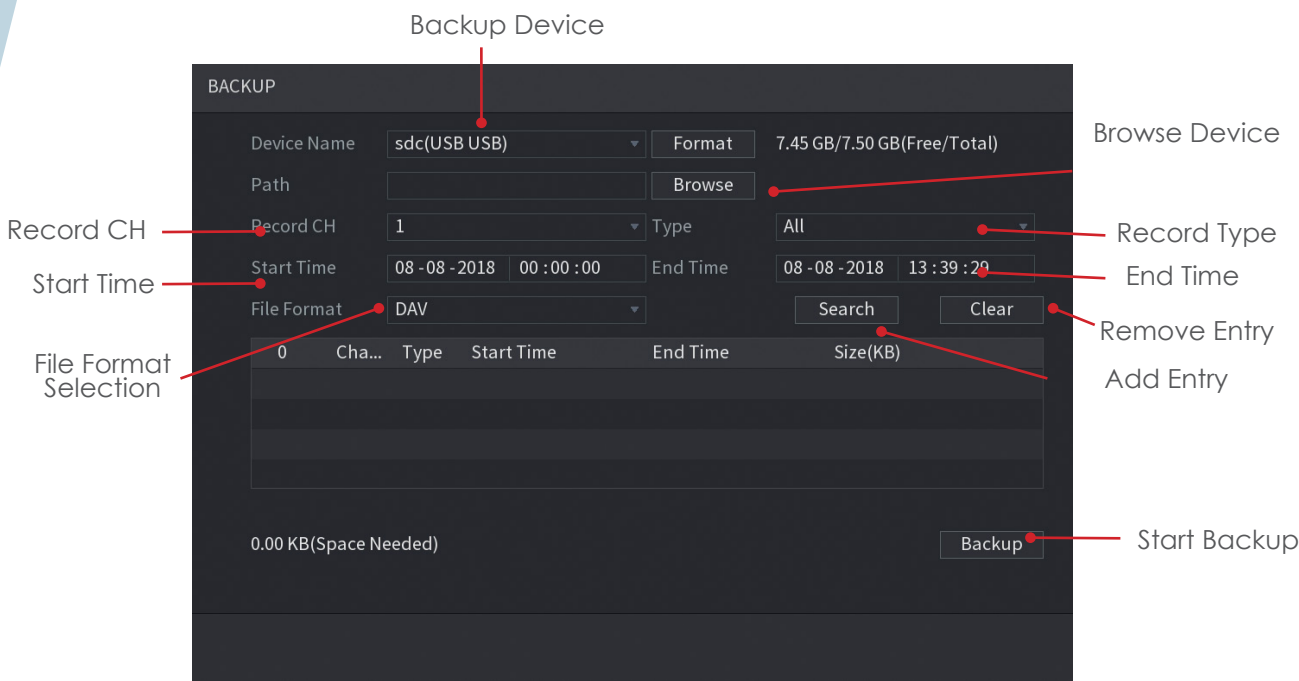 Backup Device
BACKUP
Device Name sdc(USB USB) Format 7.45 GB/7.50 GB(Free/Total)
Browse Device
Path Browse
Record CH
Record CH 1 Type All
Record Type
Start Time
Start Time 08 - 08 - 2018 00 : 00 : 00 End Time 08 - 08 - 2018 13 : 39 : 29
End Time
File Format DAV Search Clear
Remove Entry
File Format
Selection
0 Cha... Type Start Time End Time Size(KB)
Add Entry
0.00 KB(Space Needed) Backup
Start Backup